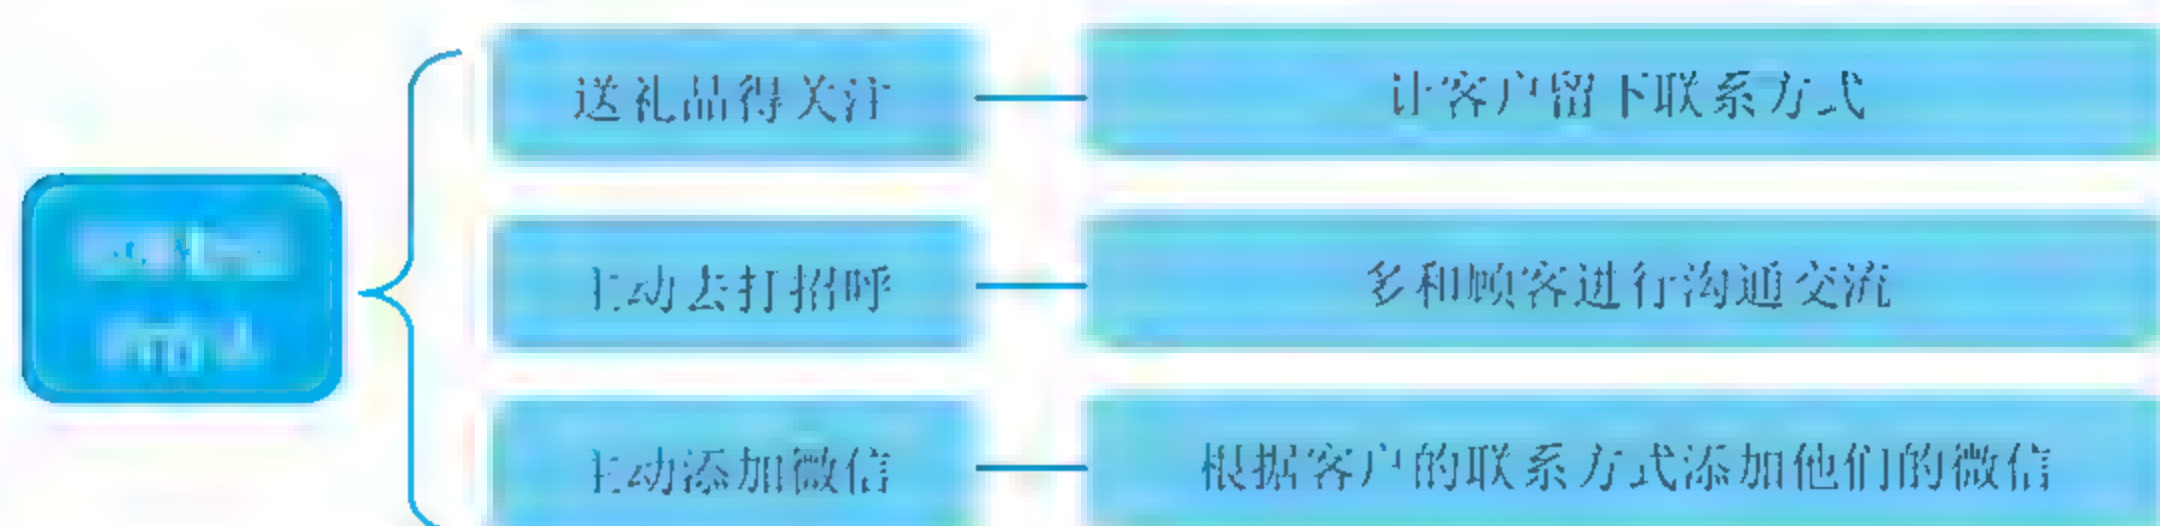 送礼品得关注
让客户留下联系方式
主动去打招呼
多和顾客进行沟通交流
主动添加微信
根据客户的联系方式添加他们的微信